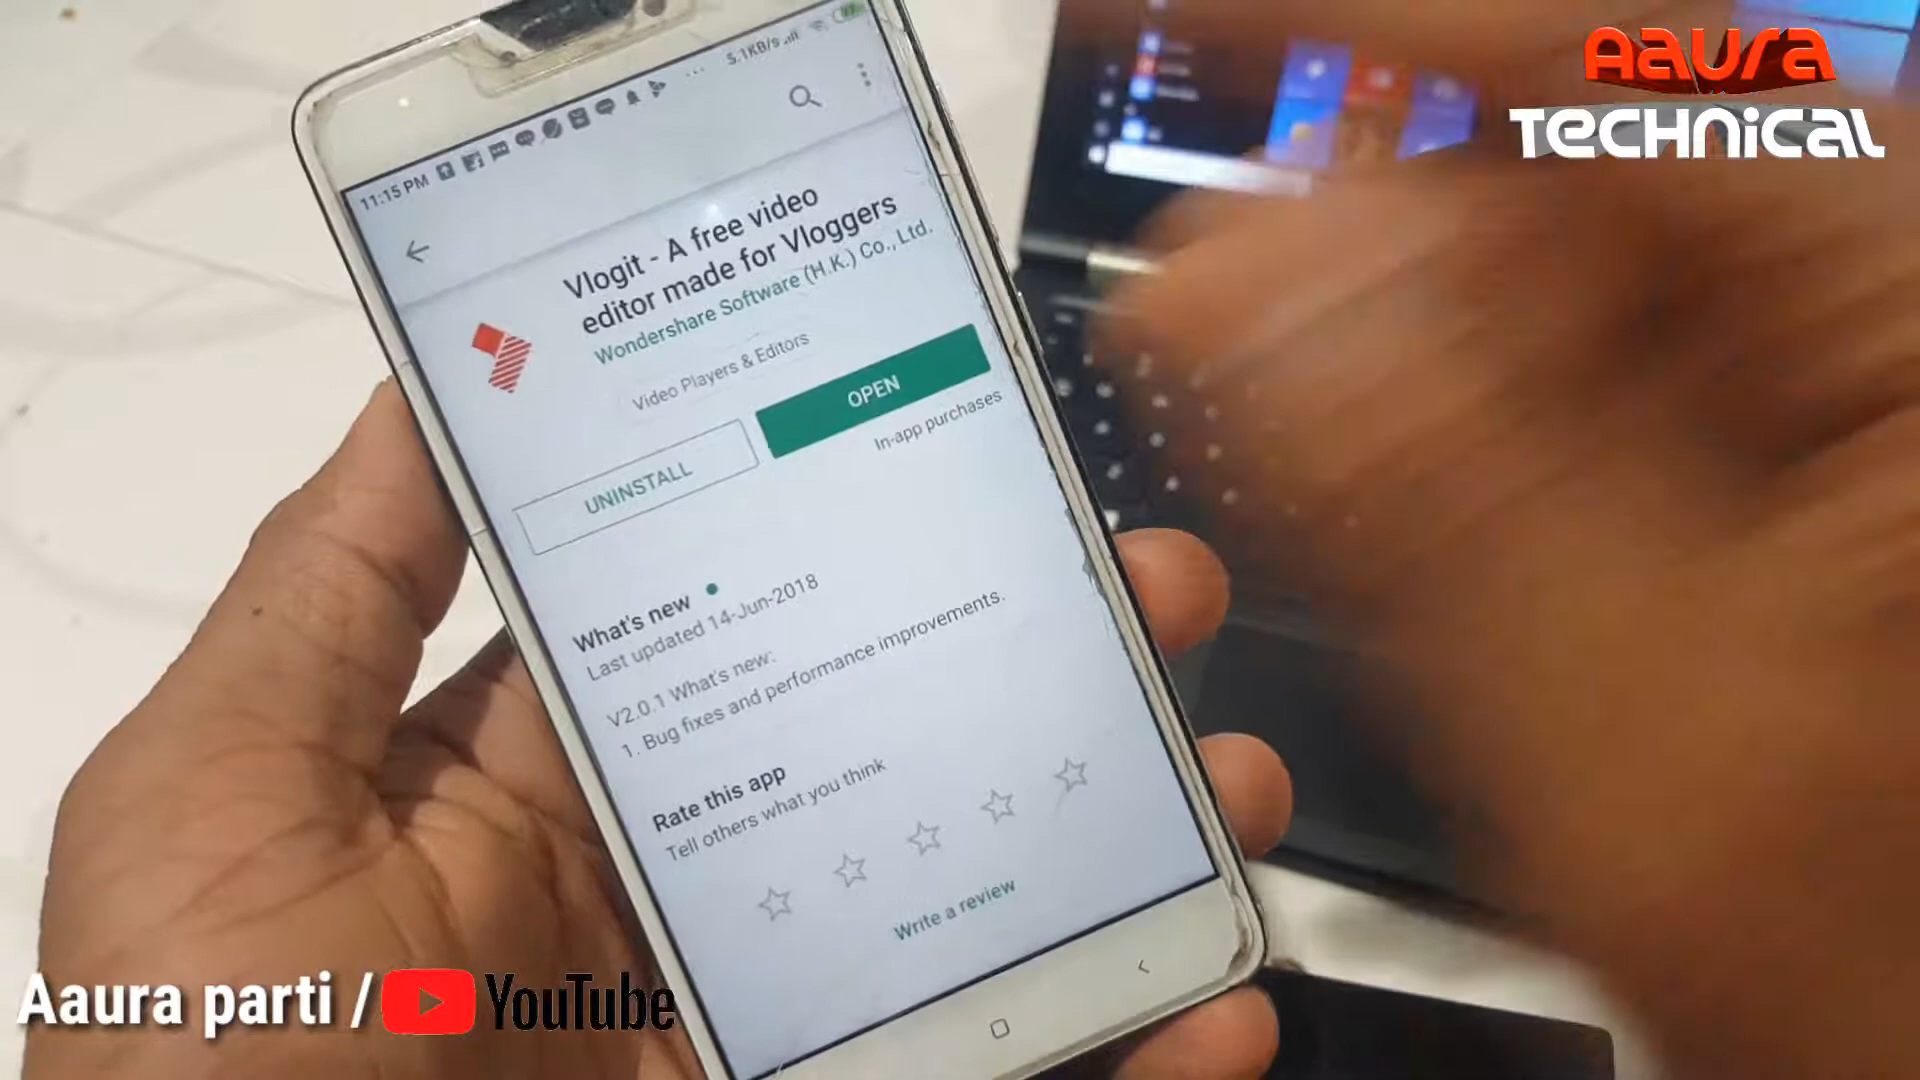 Aaura
TECHNiCAL
11:15 PM
5.1KB/s
Vlogit - A free video
editor made for Vloggers
Wondershare Software (H.K.) Co., Ltd.
Video Players & Editors
UNINSTALL
OPEN
In-app purchases
What's new
Last updated 14-Jun-2018
V2.0.1 What's new:
1. Bug fixes and performance improvements.
Rate this app
Tell others what you think
Write a review
Aaura parti / YouTube